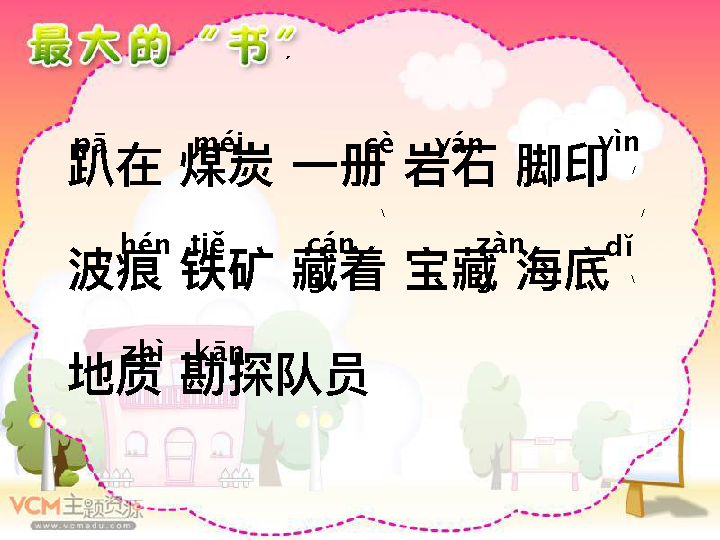 最大的“书”
pā méi cè yán yìn
趴在 煤炭 一册 岩石 脚印
hén tiě cáng zàng dǐ
波痕 铁矿 藏着 宝藏 海底
zhì kān
地质 勘探队员
VCM主题资源
www.vcmedu.com